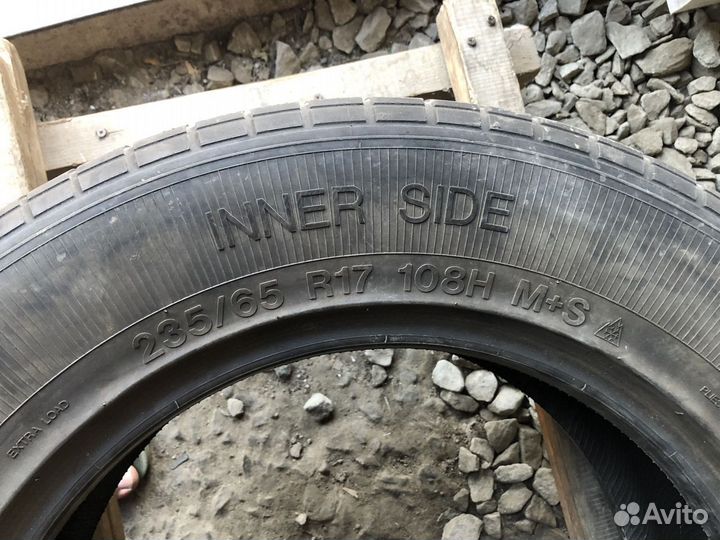 INNER SIDE
235/65 R17 108H M+S
EXTRA LOAD
Avito